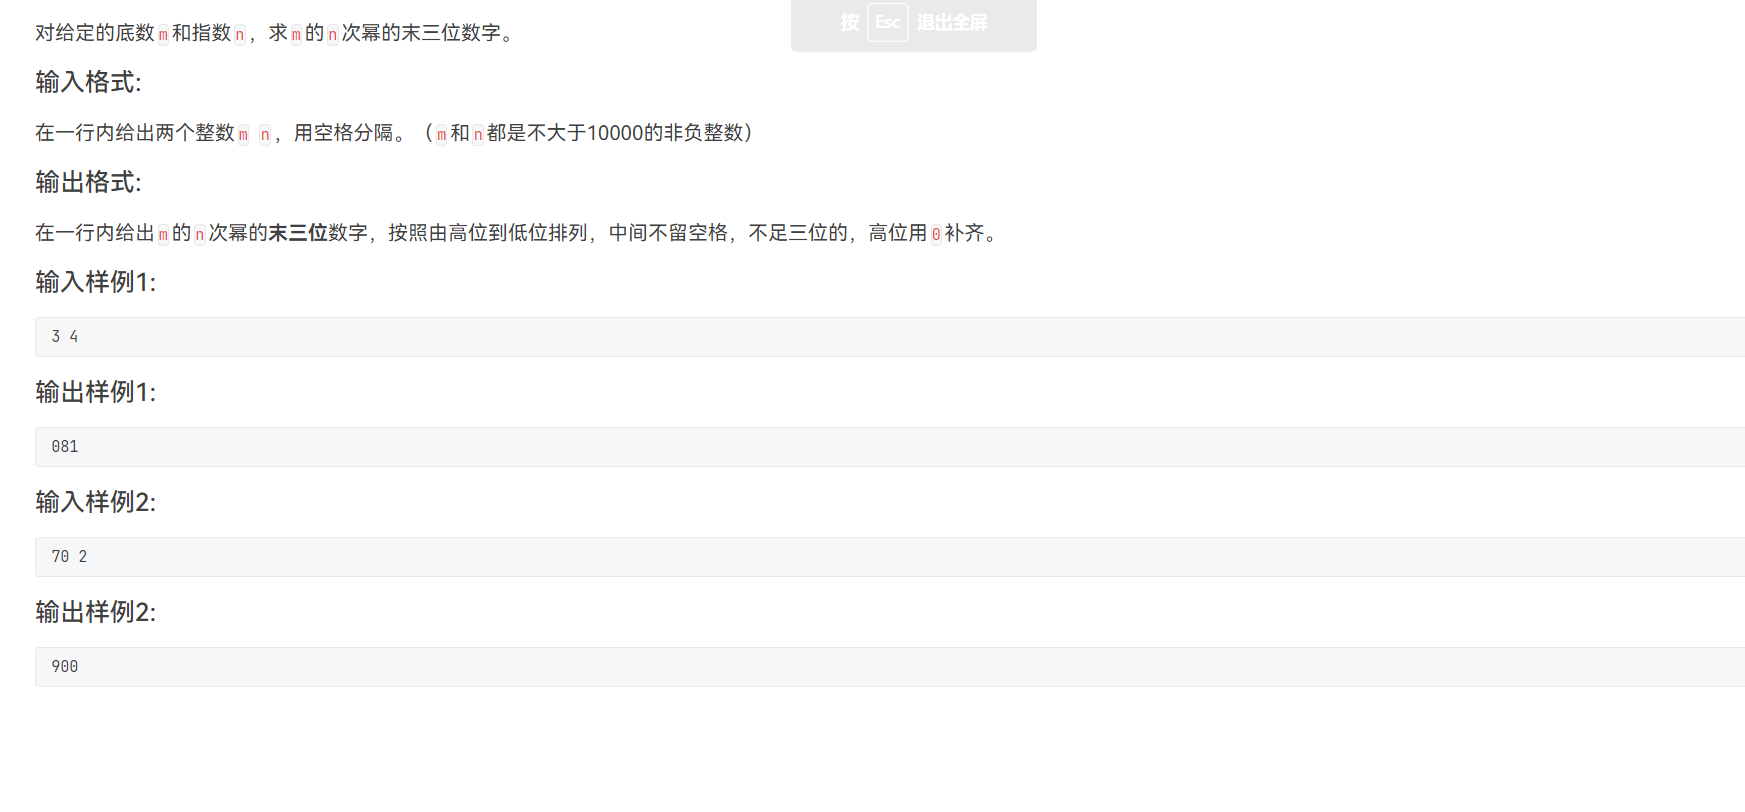 按 Esc 退出全屏
对给定的底数m和指数n，求m的n次幂的末三位数字。
输入格式:
在一行内给出两个整数m n，用空格分隔。（m和n都是不大于10000的非负整数）
输出格式:
在一行内给出m的n次幂的末三位数字，按照由高位到低位排列，中间不留空格，不足三位的，高位用0补齐。
输入样例1:
3 4
输出样例1:
081
输入样例2:
70 2
输出样例2:
900